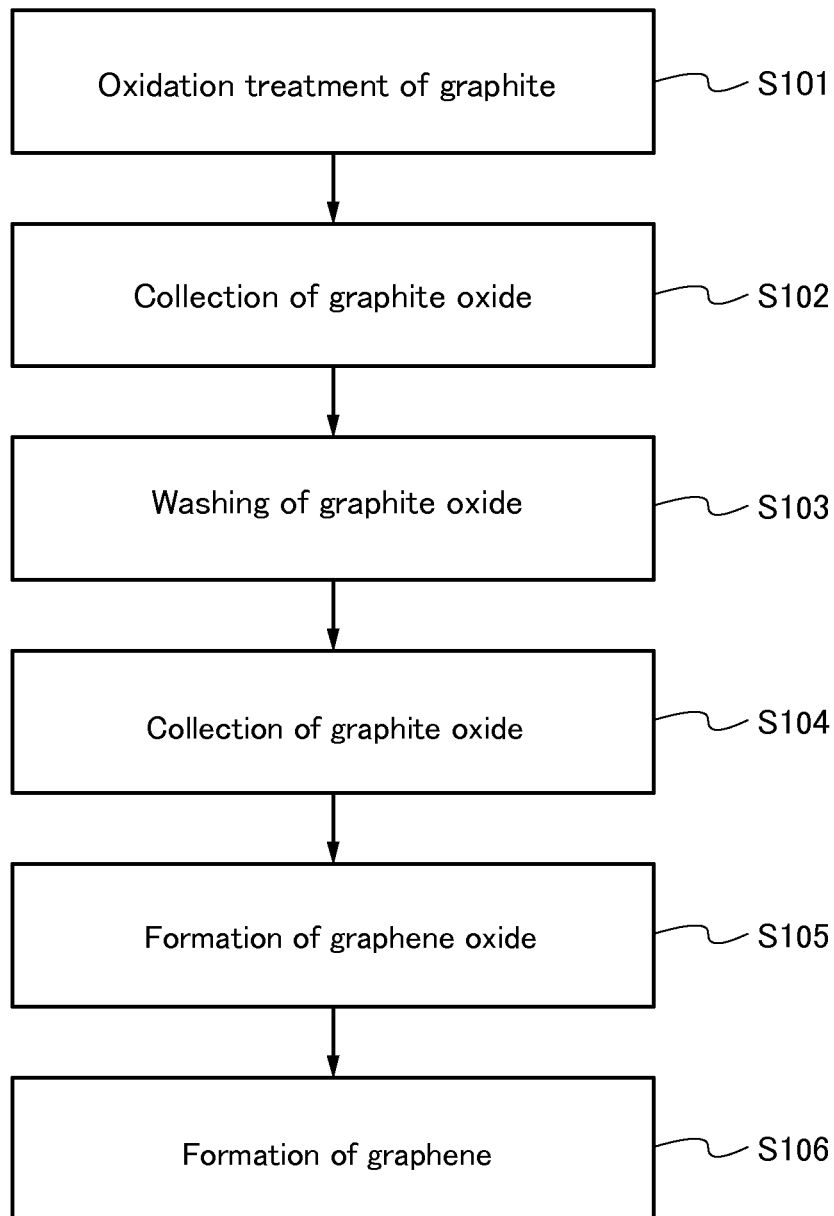 Oxidation treatment of graphite
S101
Collection of graphite oxide
S102
Washing of graphite oxide
S103
Collection of graphite oxide
S104
Formation of graphene oxide
S105
Formation of graphene
S106